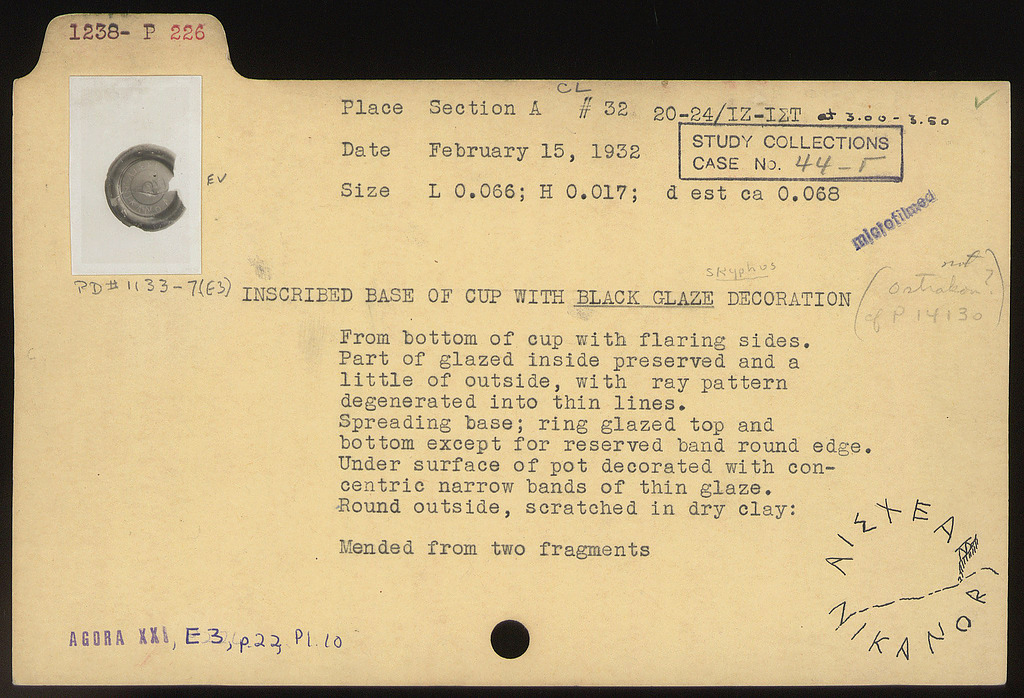 1238- P 226
CL
Place Section A # 32 20-24/ΙΖ-ΙΣΤ at 3.00 - 3.50
STUDY COLLECTIONS
CASE No. 44-Γ
Date February 15, 1932
Size L 0.066; H 0.017; d est ca 0.068
EV
microfilmed
PD# 1133-7(E3)
skyphos
INSCRIBED BASE OF CUP WITH BLACK GLAZE DECORATION
(not
ostrakon?
cf P 14130)
From bottom of cup with flaring sides.
Part of glazed inside preserved and a
little of outside, with ray pattern
degenerated into thin lines.
Spreading base; ring glazed top and
bottom except for reserved band round edge.
Under surface of pot decorated with con-
centric narrow bands of thin glaze.
Round outside, scratched in dry clay:
Mended from two fragments
ΑΙΣΧΕΑ
ΝΙΚΑΝΟΡ
AGORA XXI, E3, p.22, Pl.10